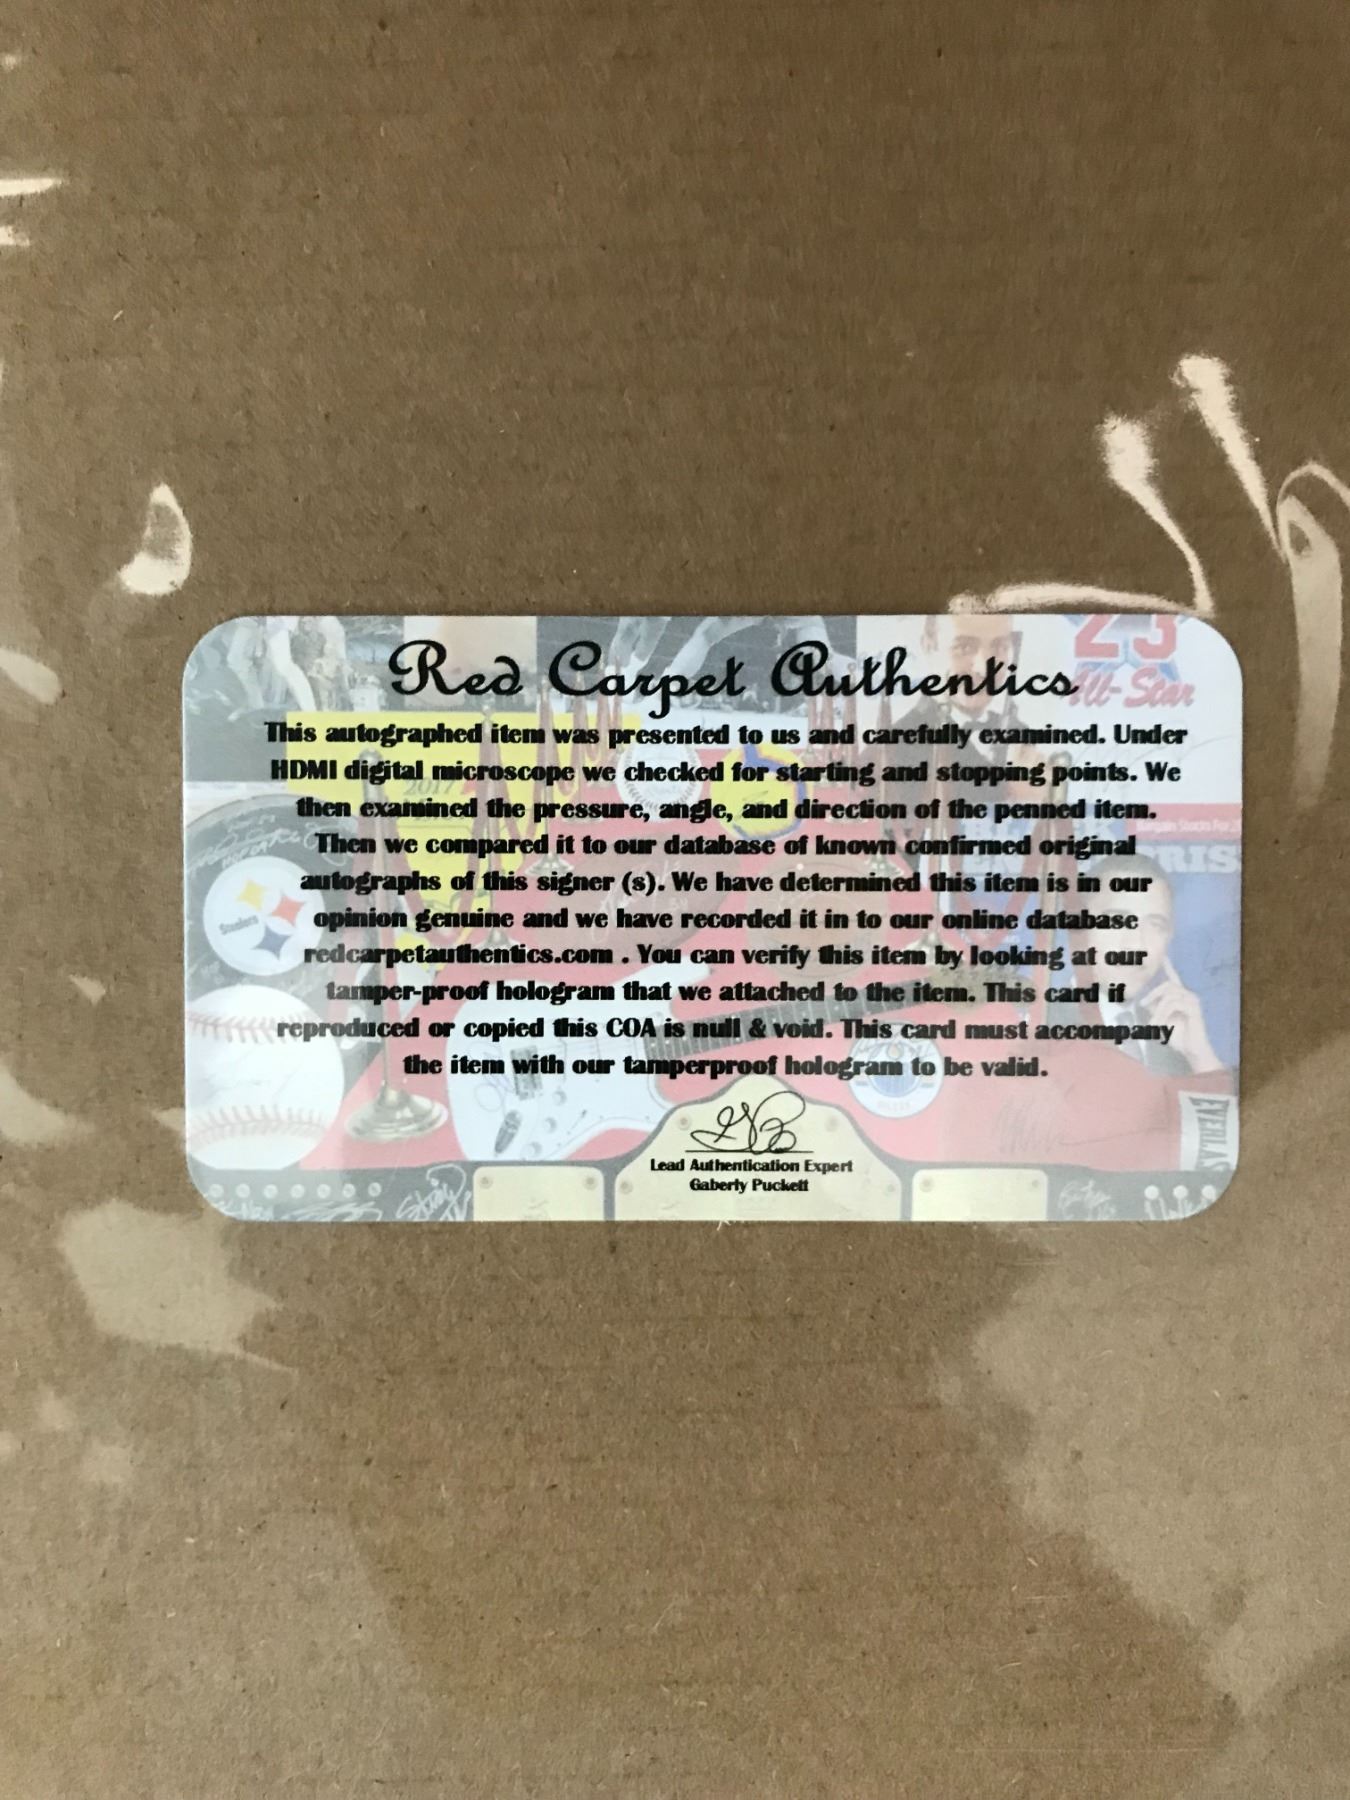 Red Carpet Authentics
23
All-Star
This autographed item was presented to us and carefully examined. Under
HDMI digital microscope we checked for starting and stopping points. We
2017
then examined the pressure, angle, and direction of the penned item.
Then we compared it to our database of known confirmed original
autographs of this signer (s). We have determined this item is in our
opinion genuine and we have recorded it in to our online database
Steelers
redcarpetauthentics.com . You can verify this item by looking at our
tamper-proof hologram that we attached to the item. This card if
reproduced or copied this COA is null & void. This card must accompany
the item with our tamperproof hologram to be valid.
Lead Authentication Expert
Gaberly Puckett